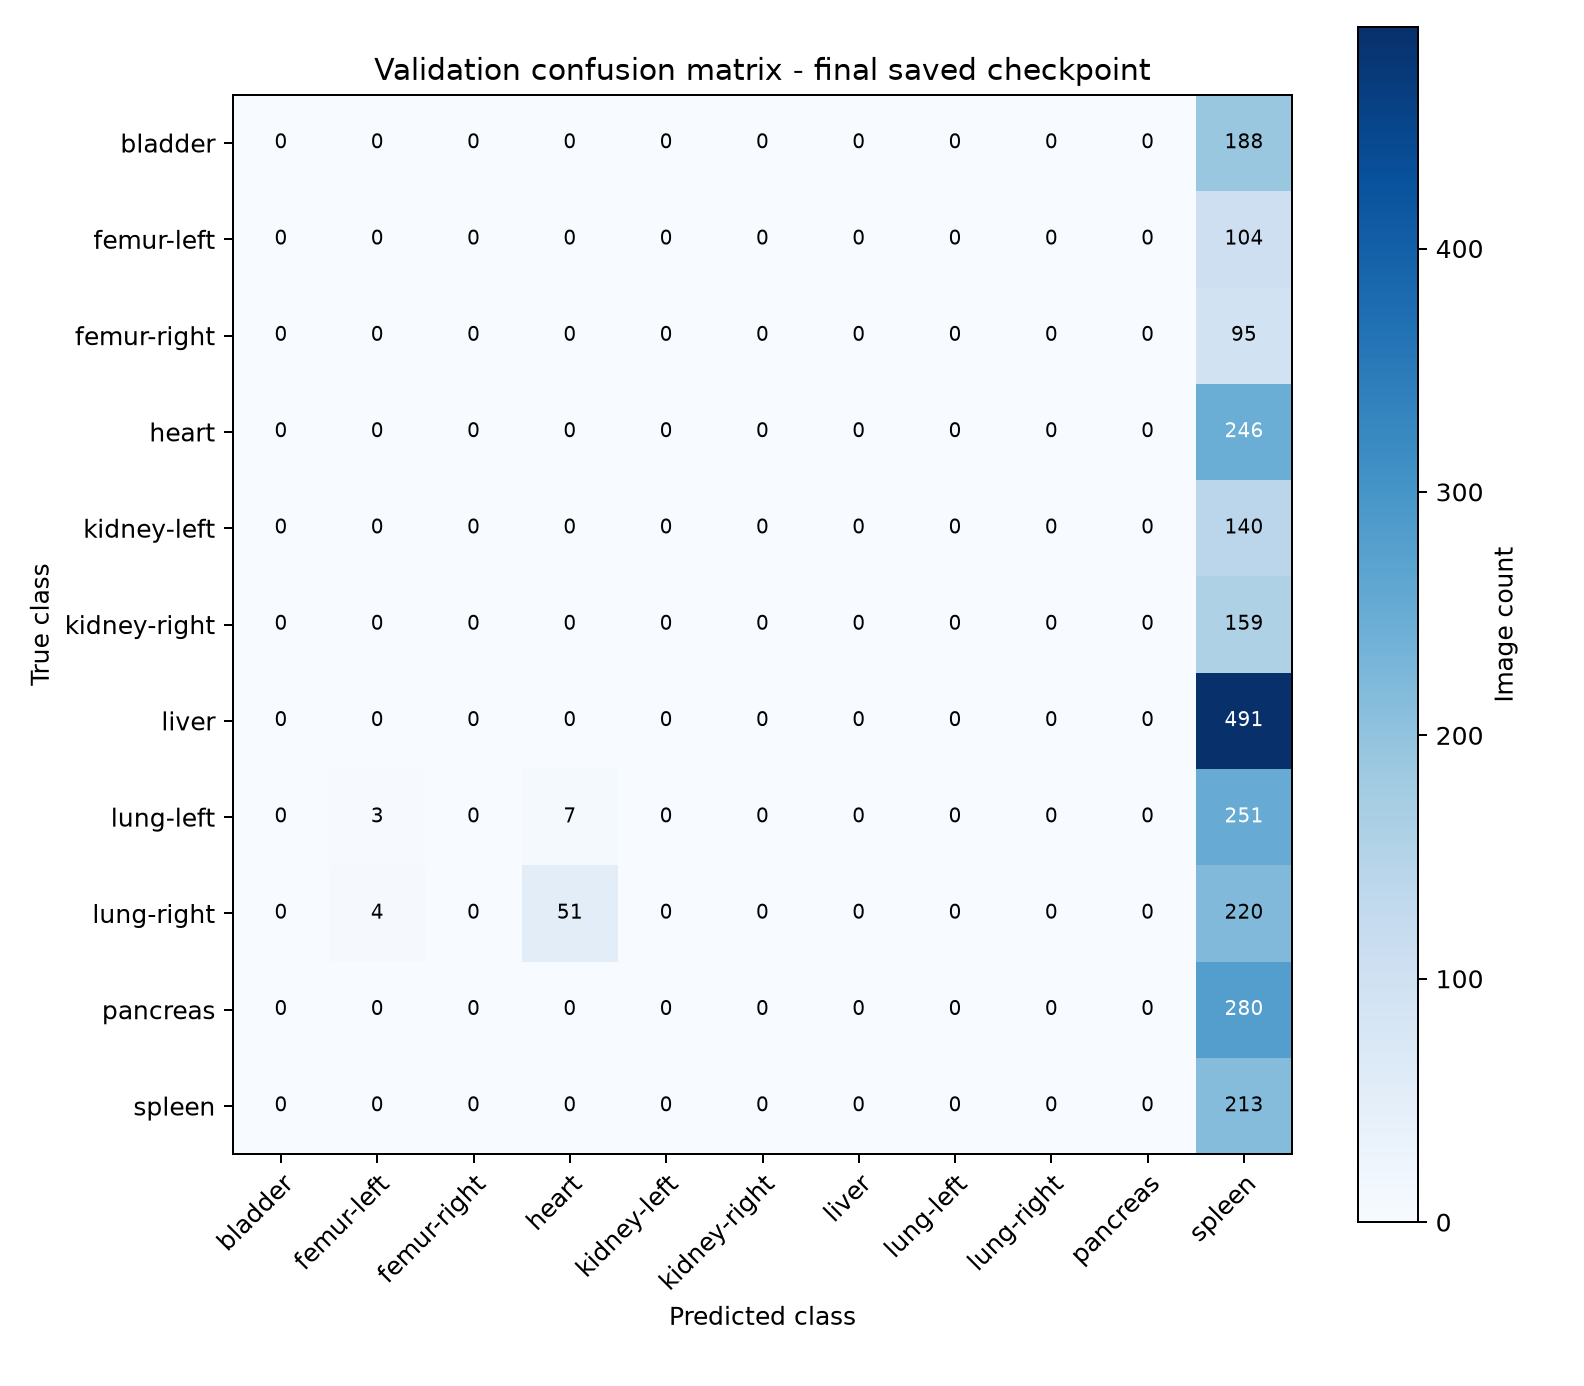 Validation confusion matrix - final saved checkpoint
bladder 0 0 0 0 0 0 0 0 0 0 188
femur-left 0 0 0 0 0 0 0 0 0 0 104
femur-right 0 0 0 0 0 0 0 0 0 0 95
heart 0 0 0 0 0 0 0 0 0 0 246
kidney-left 0 0 0 0 0 0 0 0 0 0 140
kidney-right 0 0 0 0 0 0 0 0 0 0 159
liver 0 0 0 0 0 0 0 0 0 0 491
lung-left 0 3 0 7 0 0 0 0 0 0 251
lung-right 0 4 0 51 0 0 0 0 0 0 220
pancreas 0 0 0 0 0 0 0 0 0 0 280
spleen 0 0 0 0 0 0 0 0 0 0 213
True class
bladder femur-left femur-right heart kidney-left kidney-right liver lung-left lung-right pancreas spleen
Predicted class
400
300
200
100
0
Image count